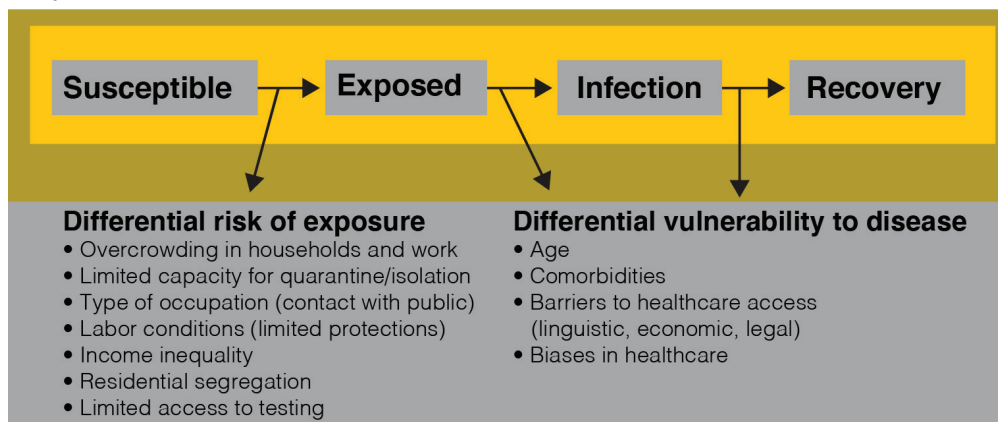 Susceptible
Exposed
Infection
Recovery
Differential risk of exposure
• Overcrowding in households and work
• Limited capacity for quarantine/isolation
• Type of occupation (contact with public)
• Labor conditions (limited protections)
• Income inequality
• Residential segregation
• Limited access to testing
Differential vulnerability to disease
• Age
• Comorbidities
• Barriers to healthcare access
(linguistic, economic, legal)
• Biases in healthcare